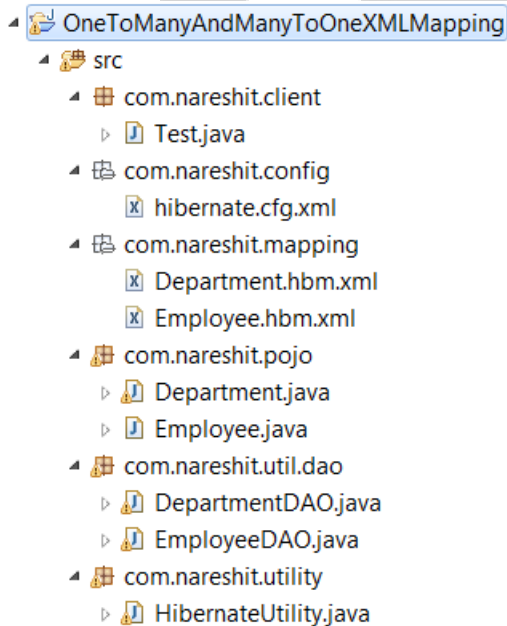 OneToManyAndManyToOneXMLMapping
src
com.nareshit.client
Test.java
com.nareshit.config
hibernate.cfg.xml
com.nareshit.mapping
Department.hbm.xml
Employee.hbm.xml
com.nareshit.pojo
Department.java
Employee.java
com.nareshit.util.dao
DepartmentDAO.java
EmployeeDAO.java
com.nareshit.utility
HibernateUtility.java